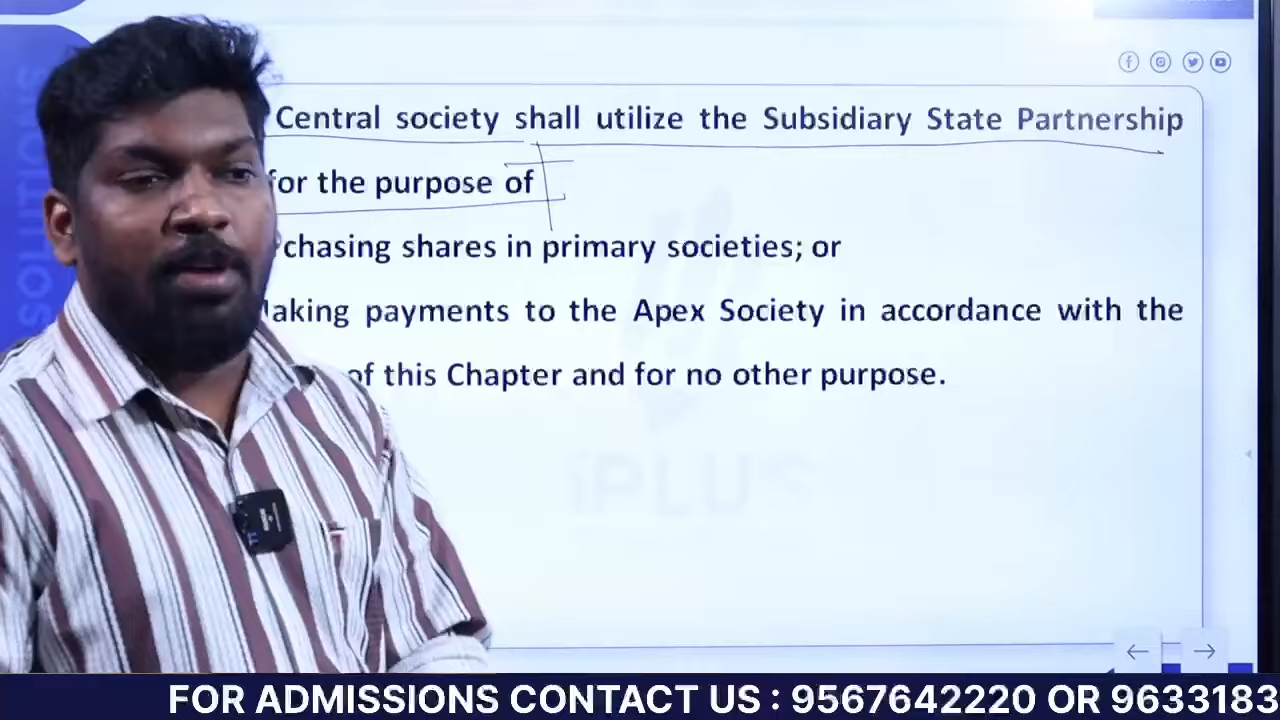 Central society shall utilize the Subsidiary State Partnership
for the purpose of
chasing shares in primary societies; or
aking payments to the Apex Society in accordance with the
of this Chapter and for no other purpose.
iPLUS
SOLUTIONS
FOR ADMISSIONS CONTACT US : 9567642220 OR 9633183